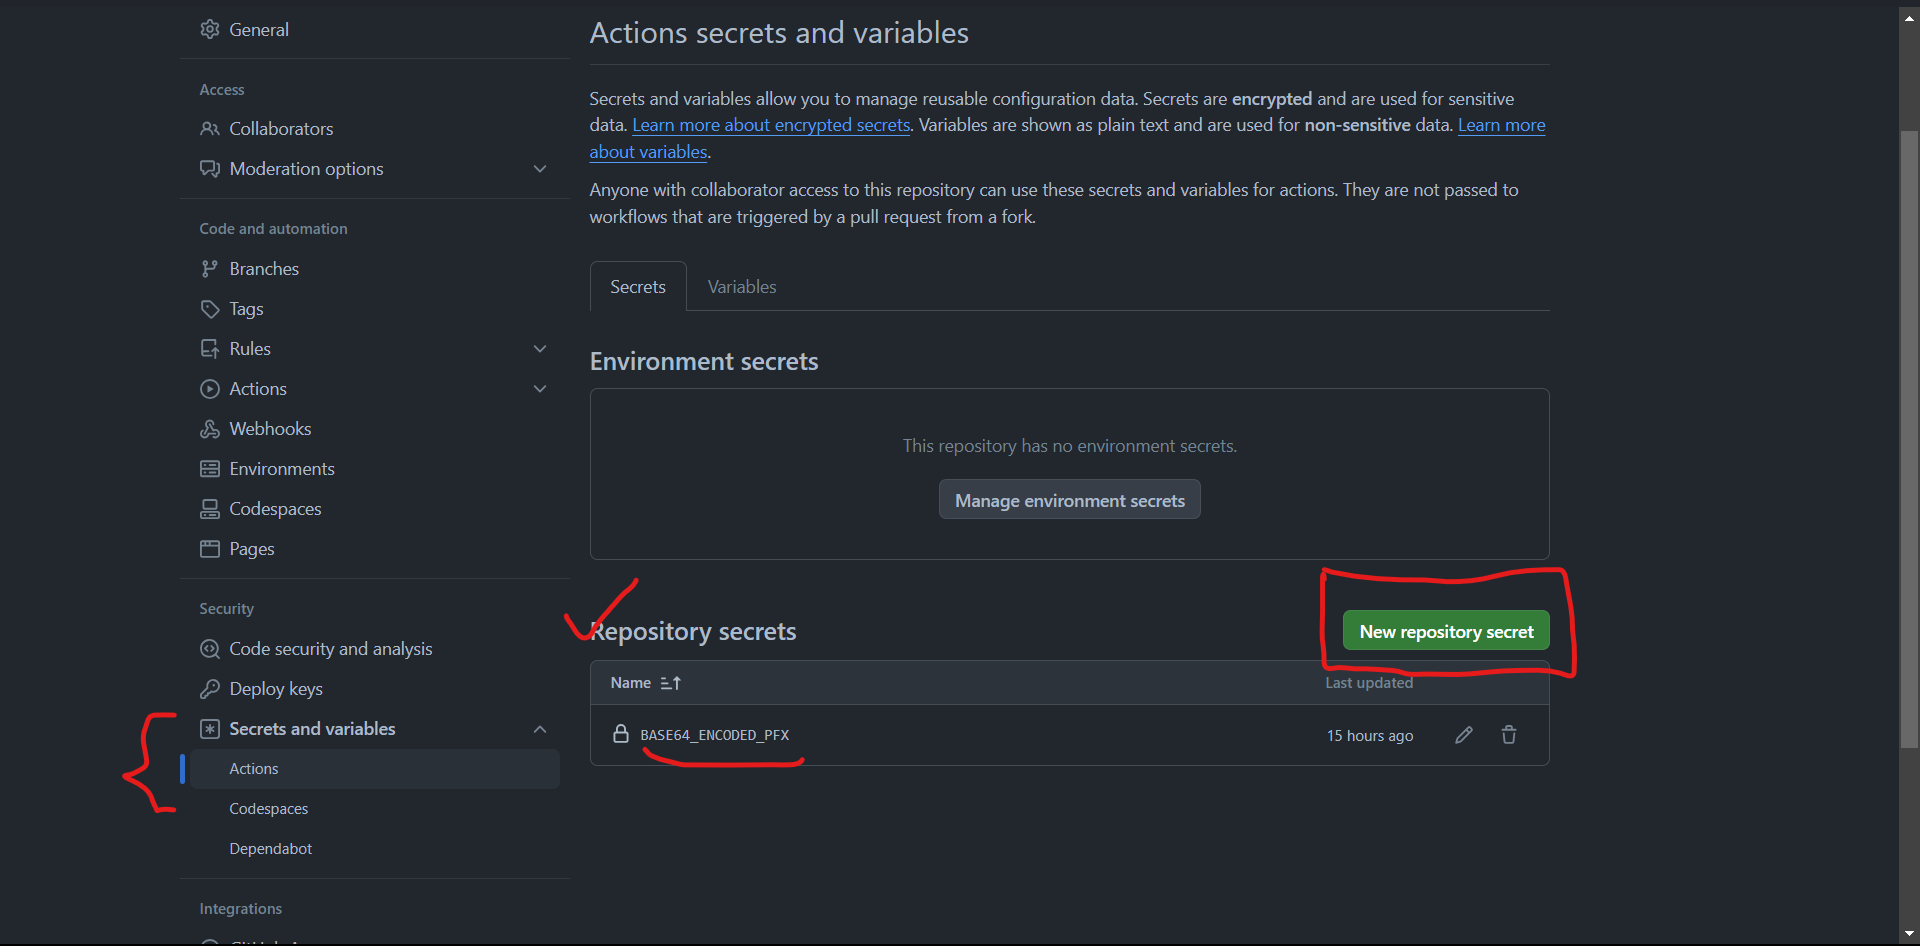 General
Access
Collaborators
Moderation options
Code and automation
Branches
Tags
Rules
Actions
Webhooks
Environments
Codespaces
Pages
Security
Code security and analysis
Deploy keys
Secrets and variables
Actions
Codespaces
Dependabot
Integrations
Actions secrets and variables
Secrets and variables allow you to manage reusable configuration data. Secrets are encrypted and are used for sensitive
data. Learn more about encrypted secrets. Variables are shown as plain text and are used for non-sensitive data. Learn more
about variables.
Anyone with collaborator access to this repository can use these secrets and variables for actions. They are not passed to
workflows that are triggered by a pull request from a fork.
Secrets Variables
Environment secrets
This repository has no environment secrets.
Manage environment secrets
Repository secrets
New repository secret
Name Last updated
BASE64_ENCODED_PFX 15 hours ago